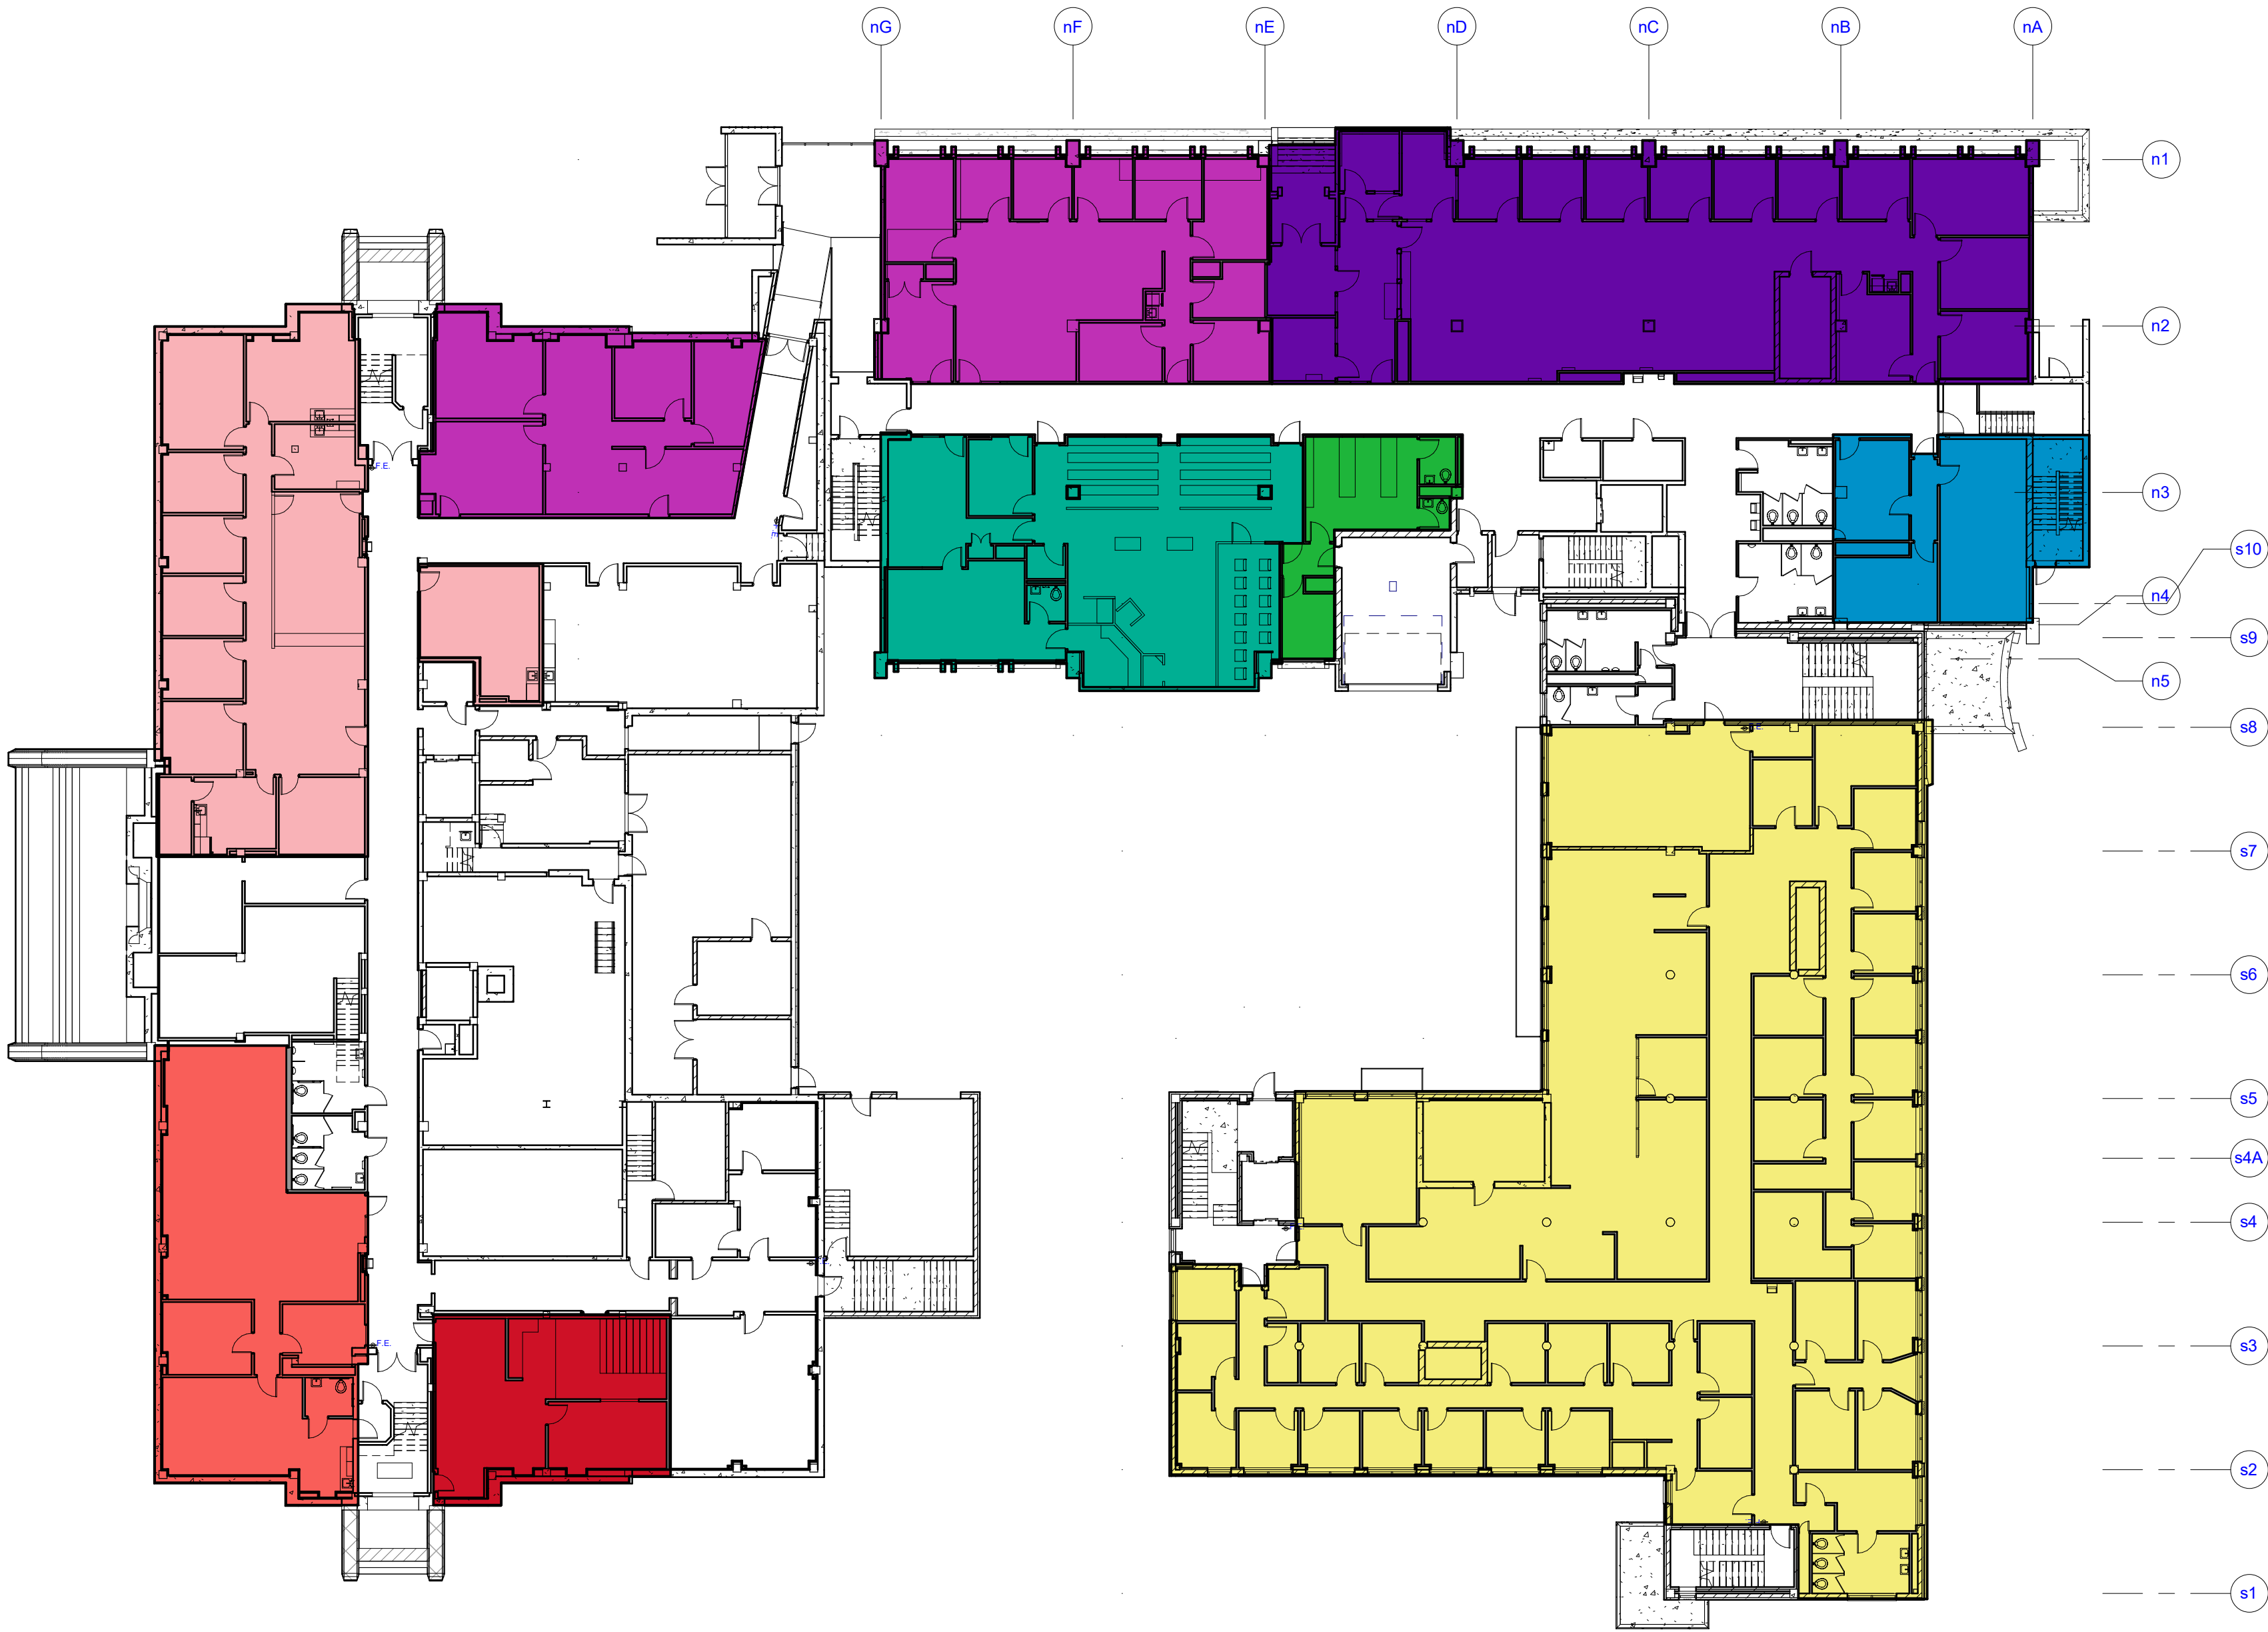 nG nF nE nD nC nB nA
n1
n2
F.E.
n3
s10
n4
s9
n5
s8
s7
s6
s5
s4A
s4
s3
F.E.
s2
s1